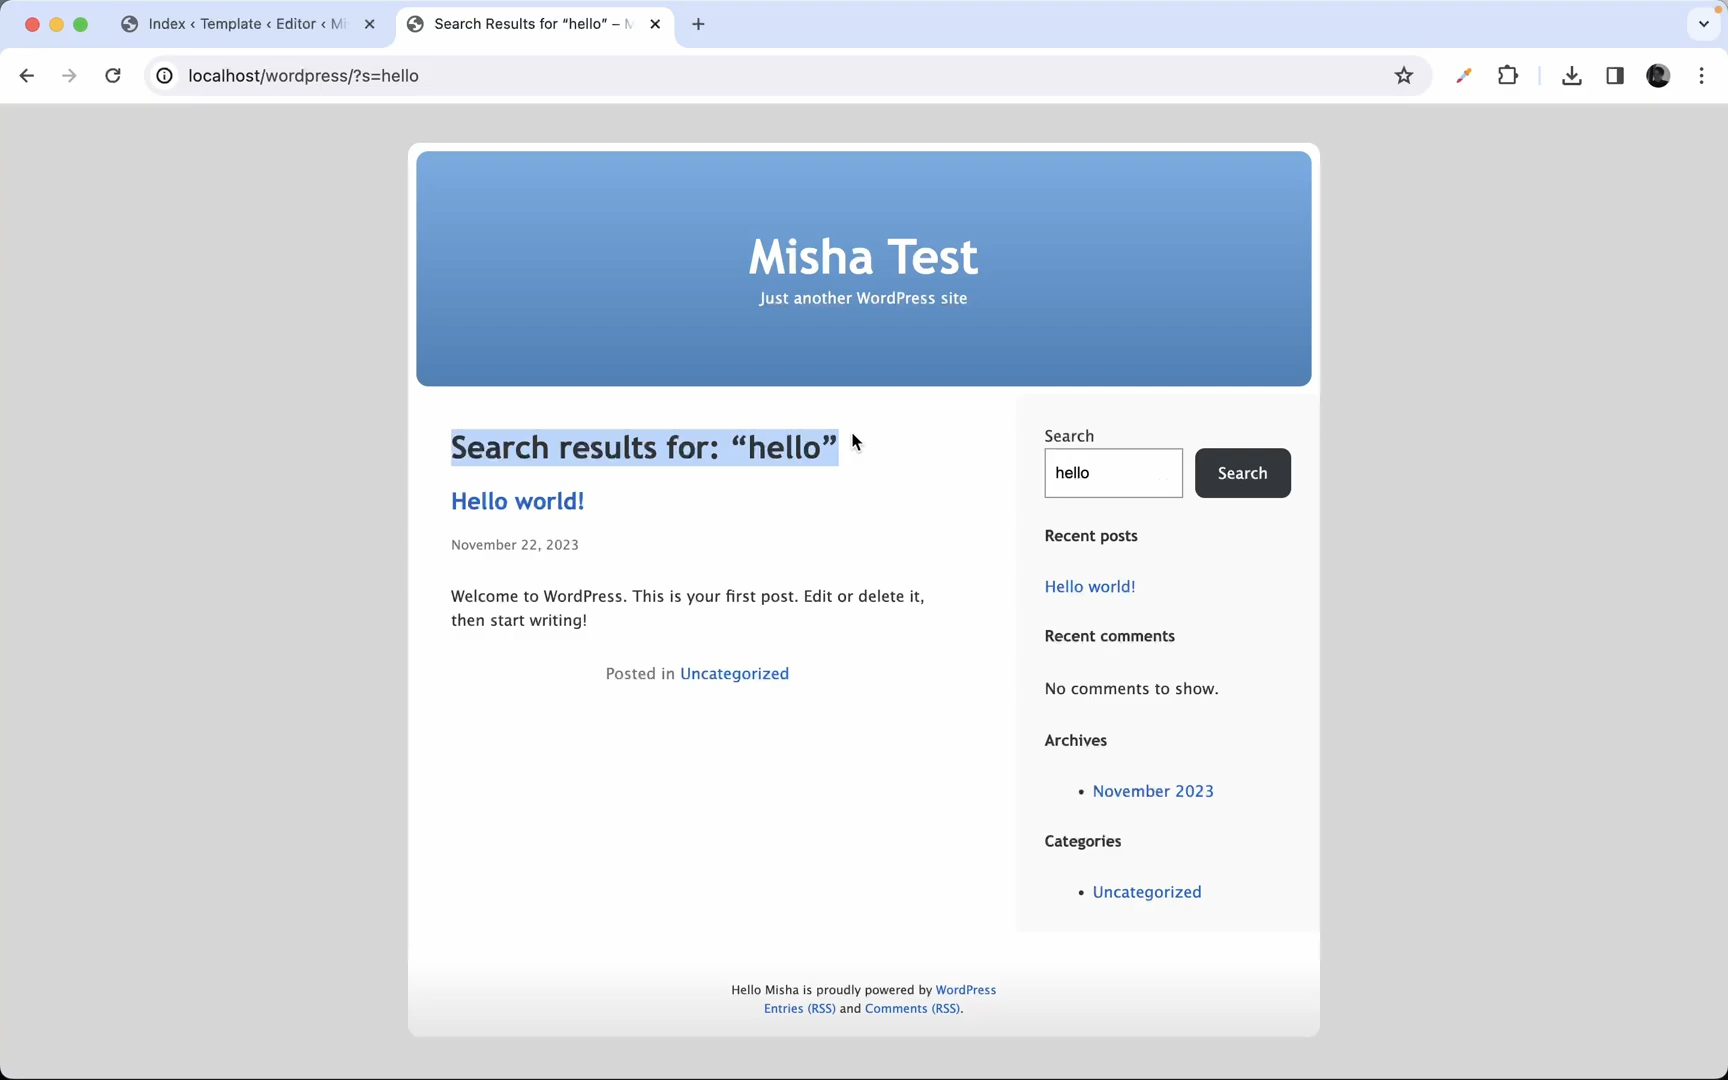 Index ‹ Template ‹ Editor ‹ Mi
Search Results for “hello” –
localhost/wordpress/?s=hello
Misha Test
Just another WordPress site
Search results for: “hello”
Hello world!
November 22, 2023
Welcome to WordPress. This is your first post. Edit or delete it,
then start writing!
Posted in Uncategorized
Search
hello
Search
Recent posts
Hello world!
Recent comments
No comments to show.
Archives
• November 2023
Categories
• Uncategorized
Hello Misha is proudly powered by WordPress
Entries (RSS) and Comments (RSS).